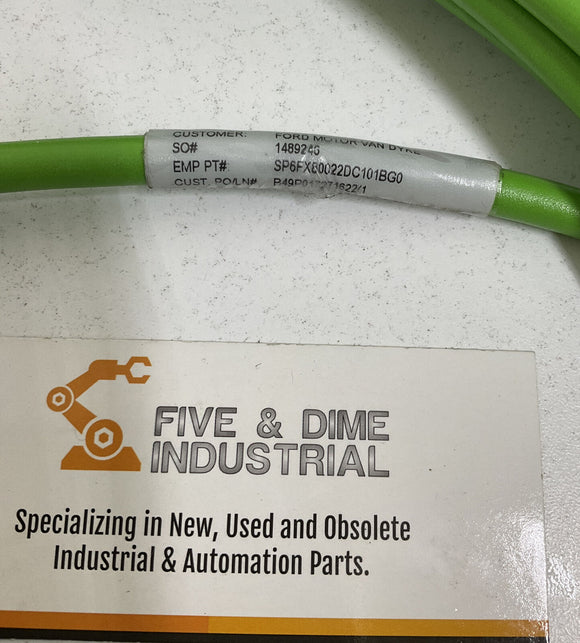 CUSTOMER: FORD MOTOR VAN DYKE
SO# 1489246
EMP PT#: SP6FX80022DC101BG0
CUST. PO/LN#
FIVE & DIME
INDUSTRIAL
Specializing in New, Used and Obsolete
Industrial & Automation Parts.